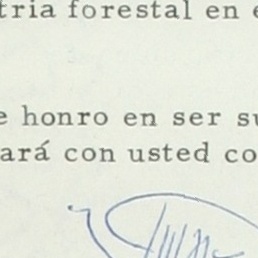 tria forestal en e
e honro en ser su
ará con usted co